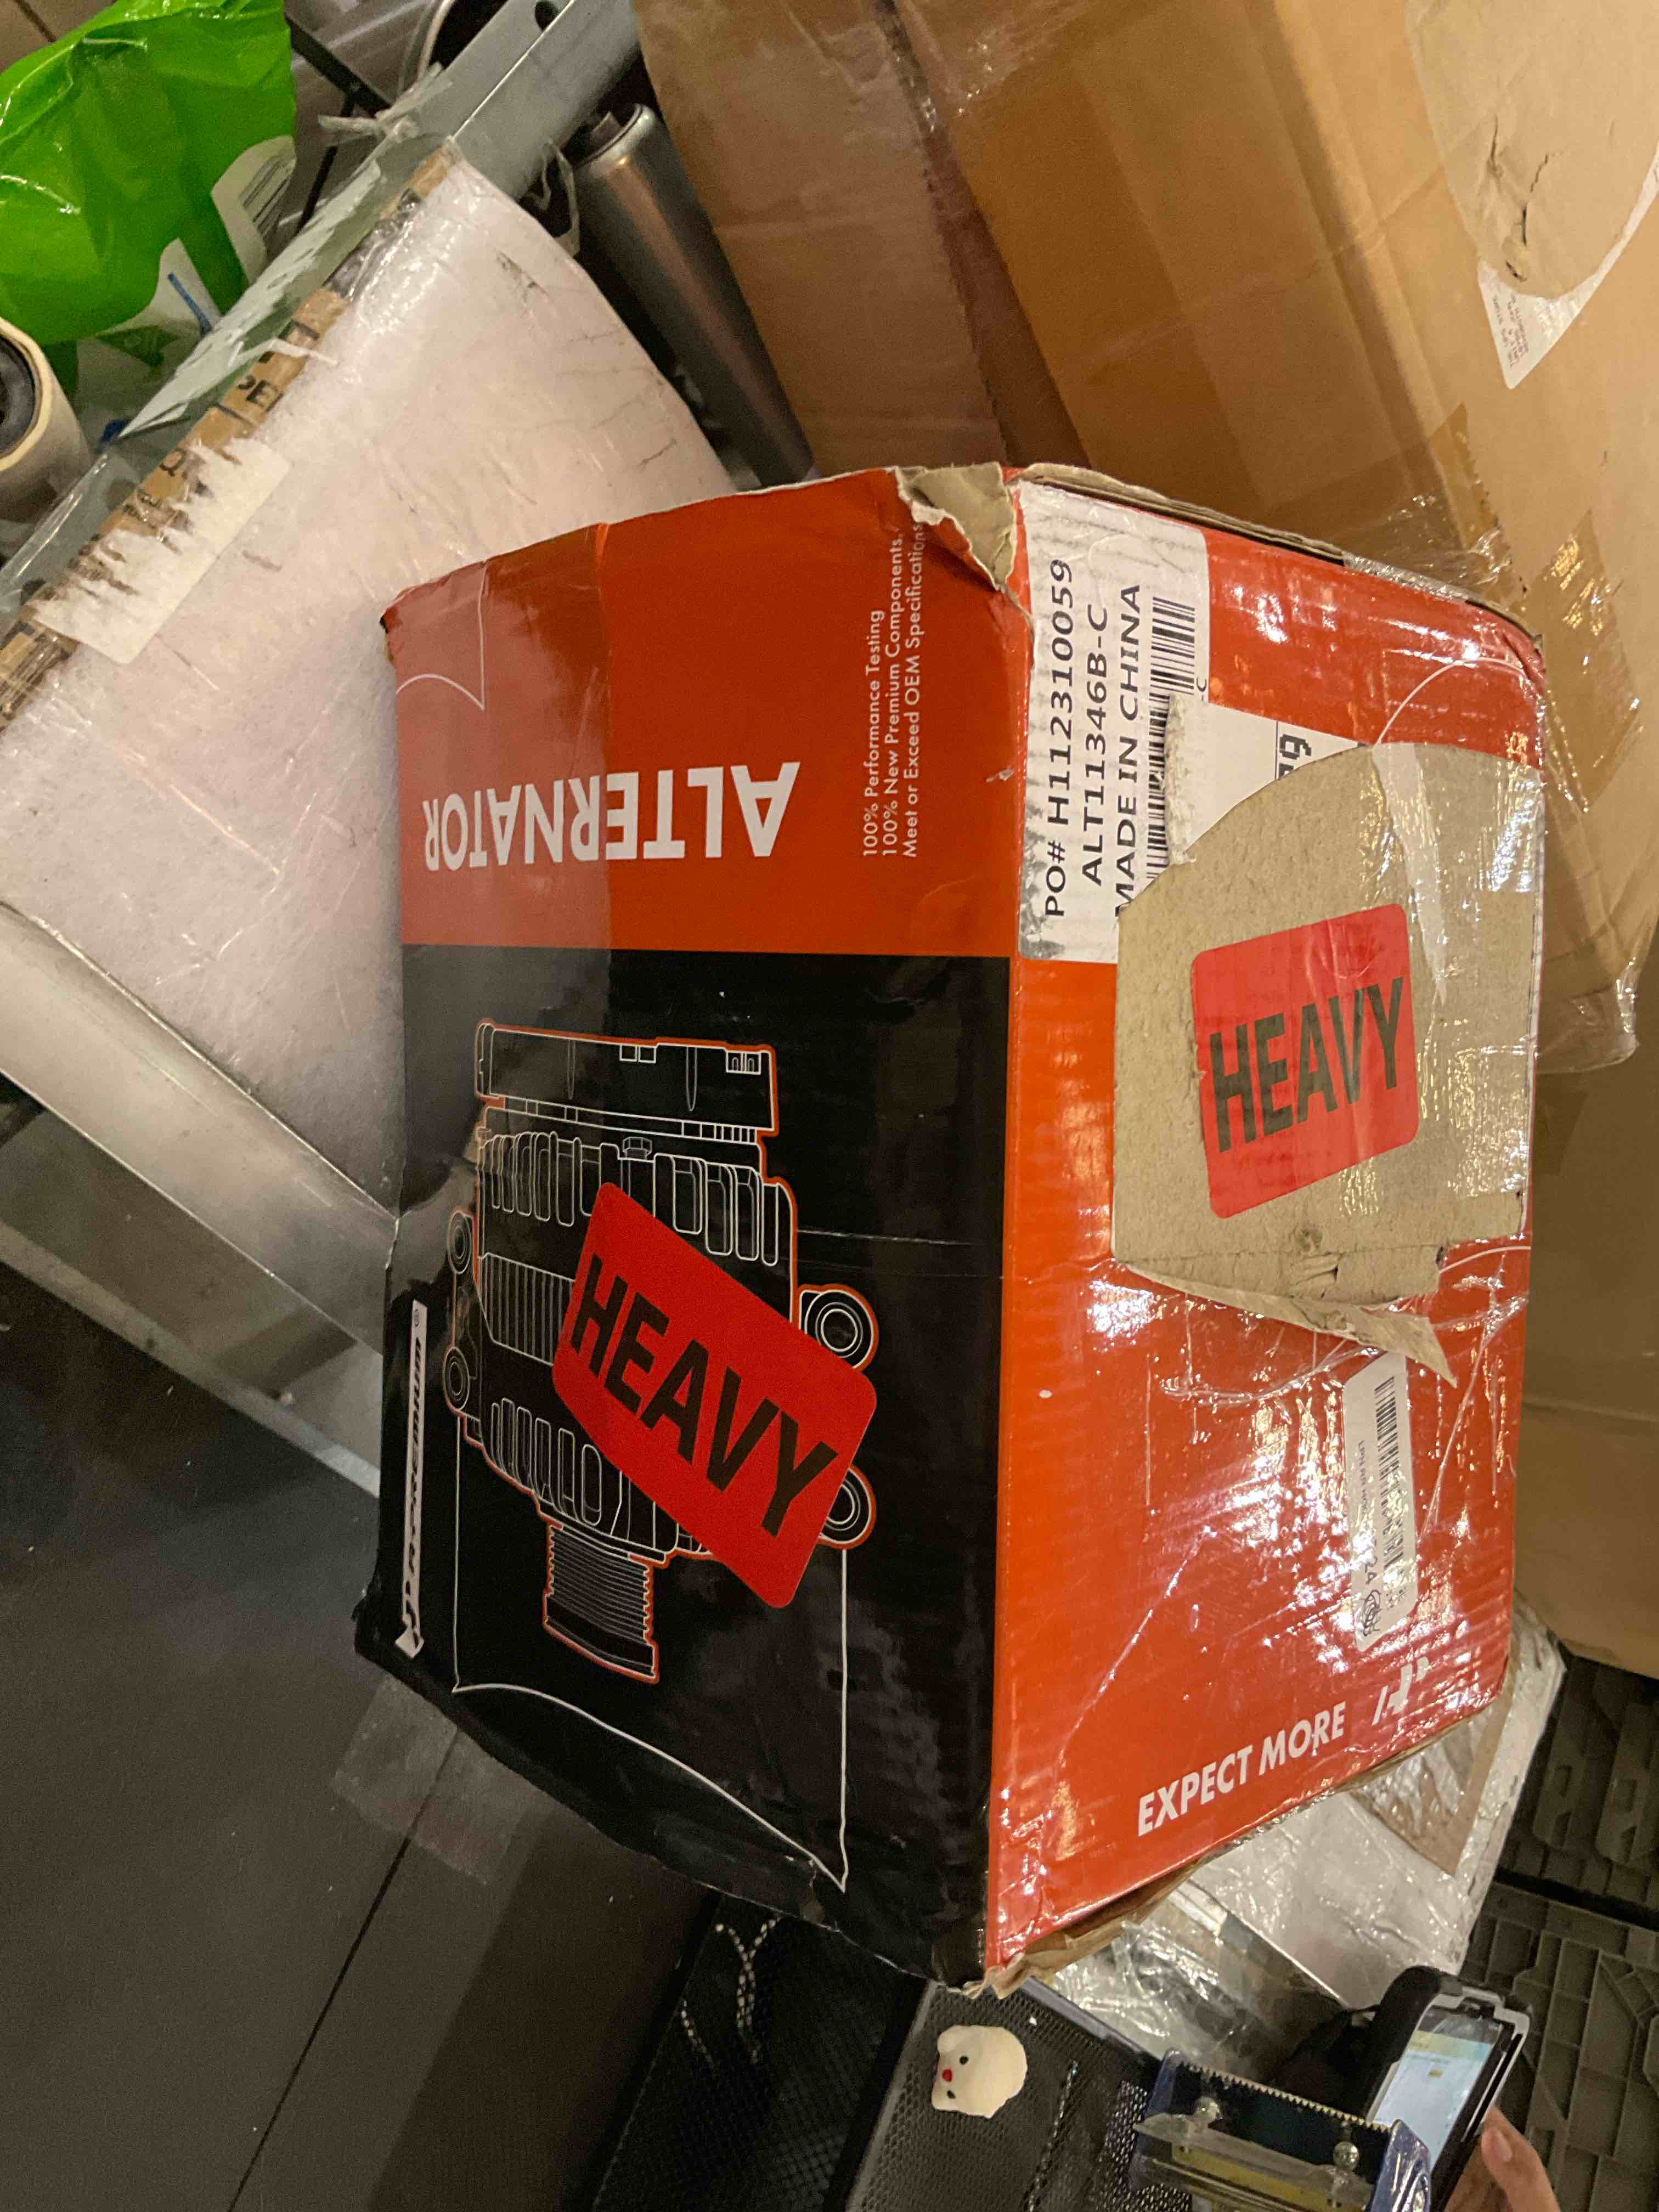 ALTERNATOR
100% Performance Testing
100% New Premium Components.
Meet or Exceed OEM Specifications
HEAVY
PO# H112310059
ALT11346B-C
MADE IN CHINA
HEAVY
EXPECT MORE